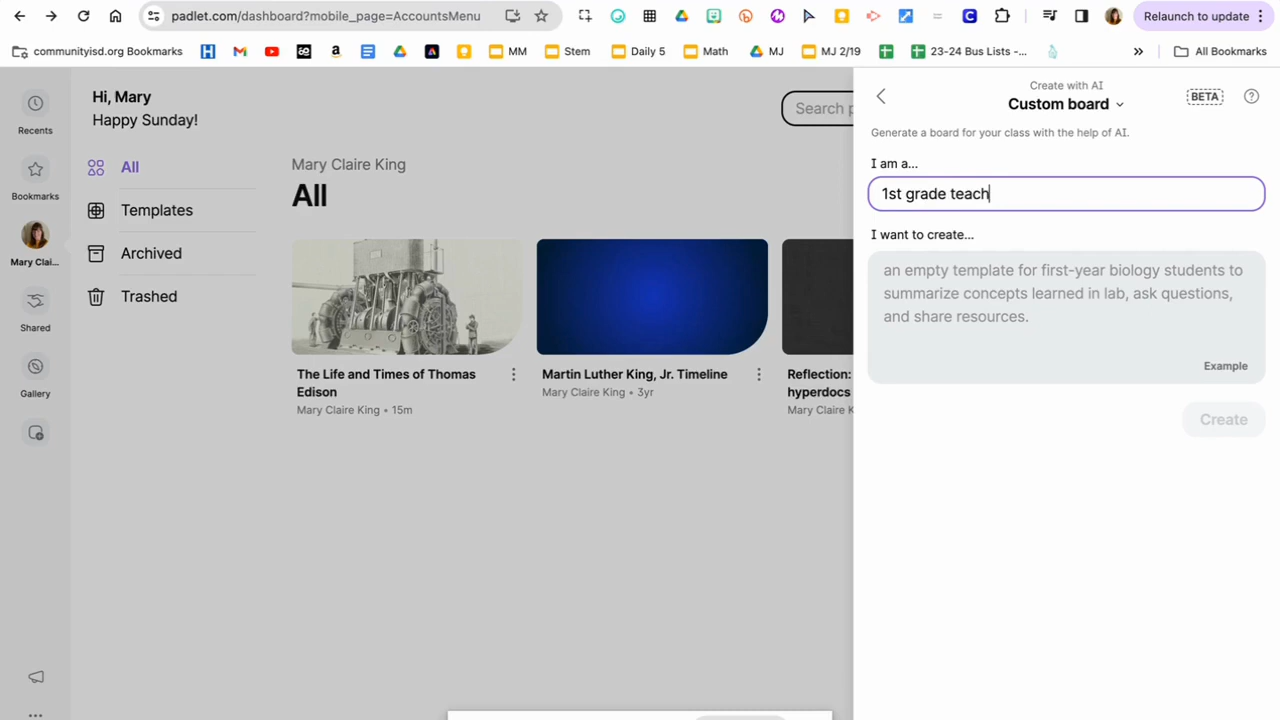 padlet.com/dashboard?mobile_page=AccountsMenu
Relaunch to update
communityisd.org Bookmarks
MM
Stem
Daily 5
Math
MJ
MJ 2/19
23-24 Bus Lists -...
»
All Bookmarks
Recents
Bookmarks
Mary Clai...
Shared
Gallery
Hi, Mary
Happy Sunday!
All
Templates
Archived
Trashed
Search p
Mary Claire King
All
The Life and Times of Thomas
Edison
Mary Claire King • 15m
Martin Luther King, Jr. Timeline
Mary Claire King • 3yr
Reflection:
hyperdocs
Mary Claire K
Create with AI
Custom board
BETA
?
Generate a board for your class with the help of AI.
I am a...
1st grade teach
I want to create...
an empty template for first-year biology students to
summarize concepts learned in lab, ask questions,
and share resources.
Example
Create